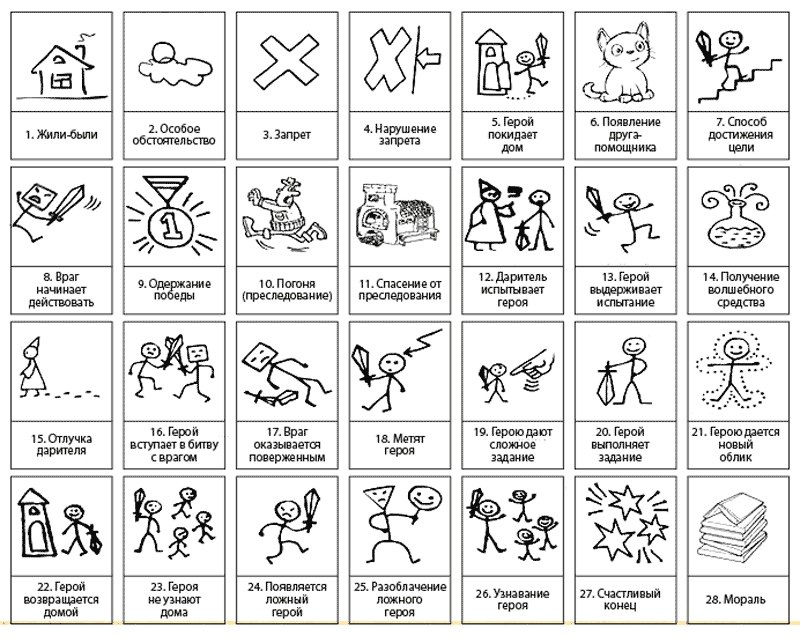 1. Жили-были
2. Особое
обстоятельство
3. Запрет
4. Нарушение
запрета
5. Герой
покидает
дом
6. Появление
друга-
помощника
7. Способ
достижения
цели
8. Враг
начинает
действовать
1
9. Одержание
победы
10. Погоня
(преследование)
11. Спасение от
преследования
12. Даритель
испытывает
героя
13. Герой
выдерживает
испытание
14. Получение
волшебного
средства
15. Отлучка
дарителя
16. Герой
вступает в битву
с врагом
17. Враг
оказывается
поверженным
18. Метят
героя
19. Герою дают
сложное
задание
20. Герой
выполняет
задание
21. Герою дается
новый
облик
22. Герой
возвращается
домой
23. Героя
не узнают
дома
24. Появляется
ложный
герой
25. Разоблачение
ложного
героя
26. Узнавание
героя
27. Счастливый
конец
28. Мораль